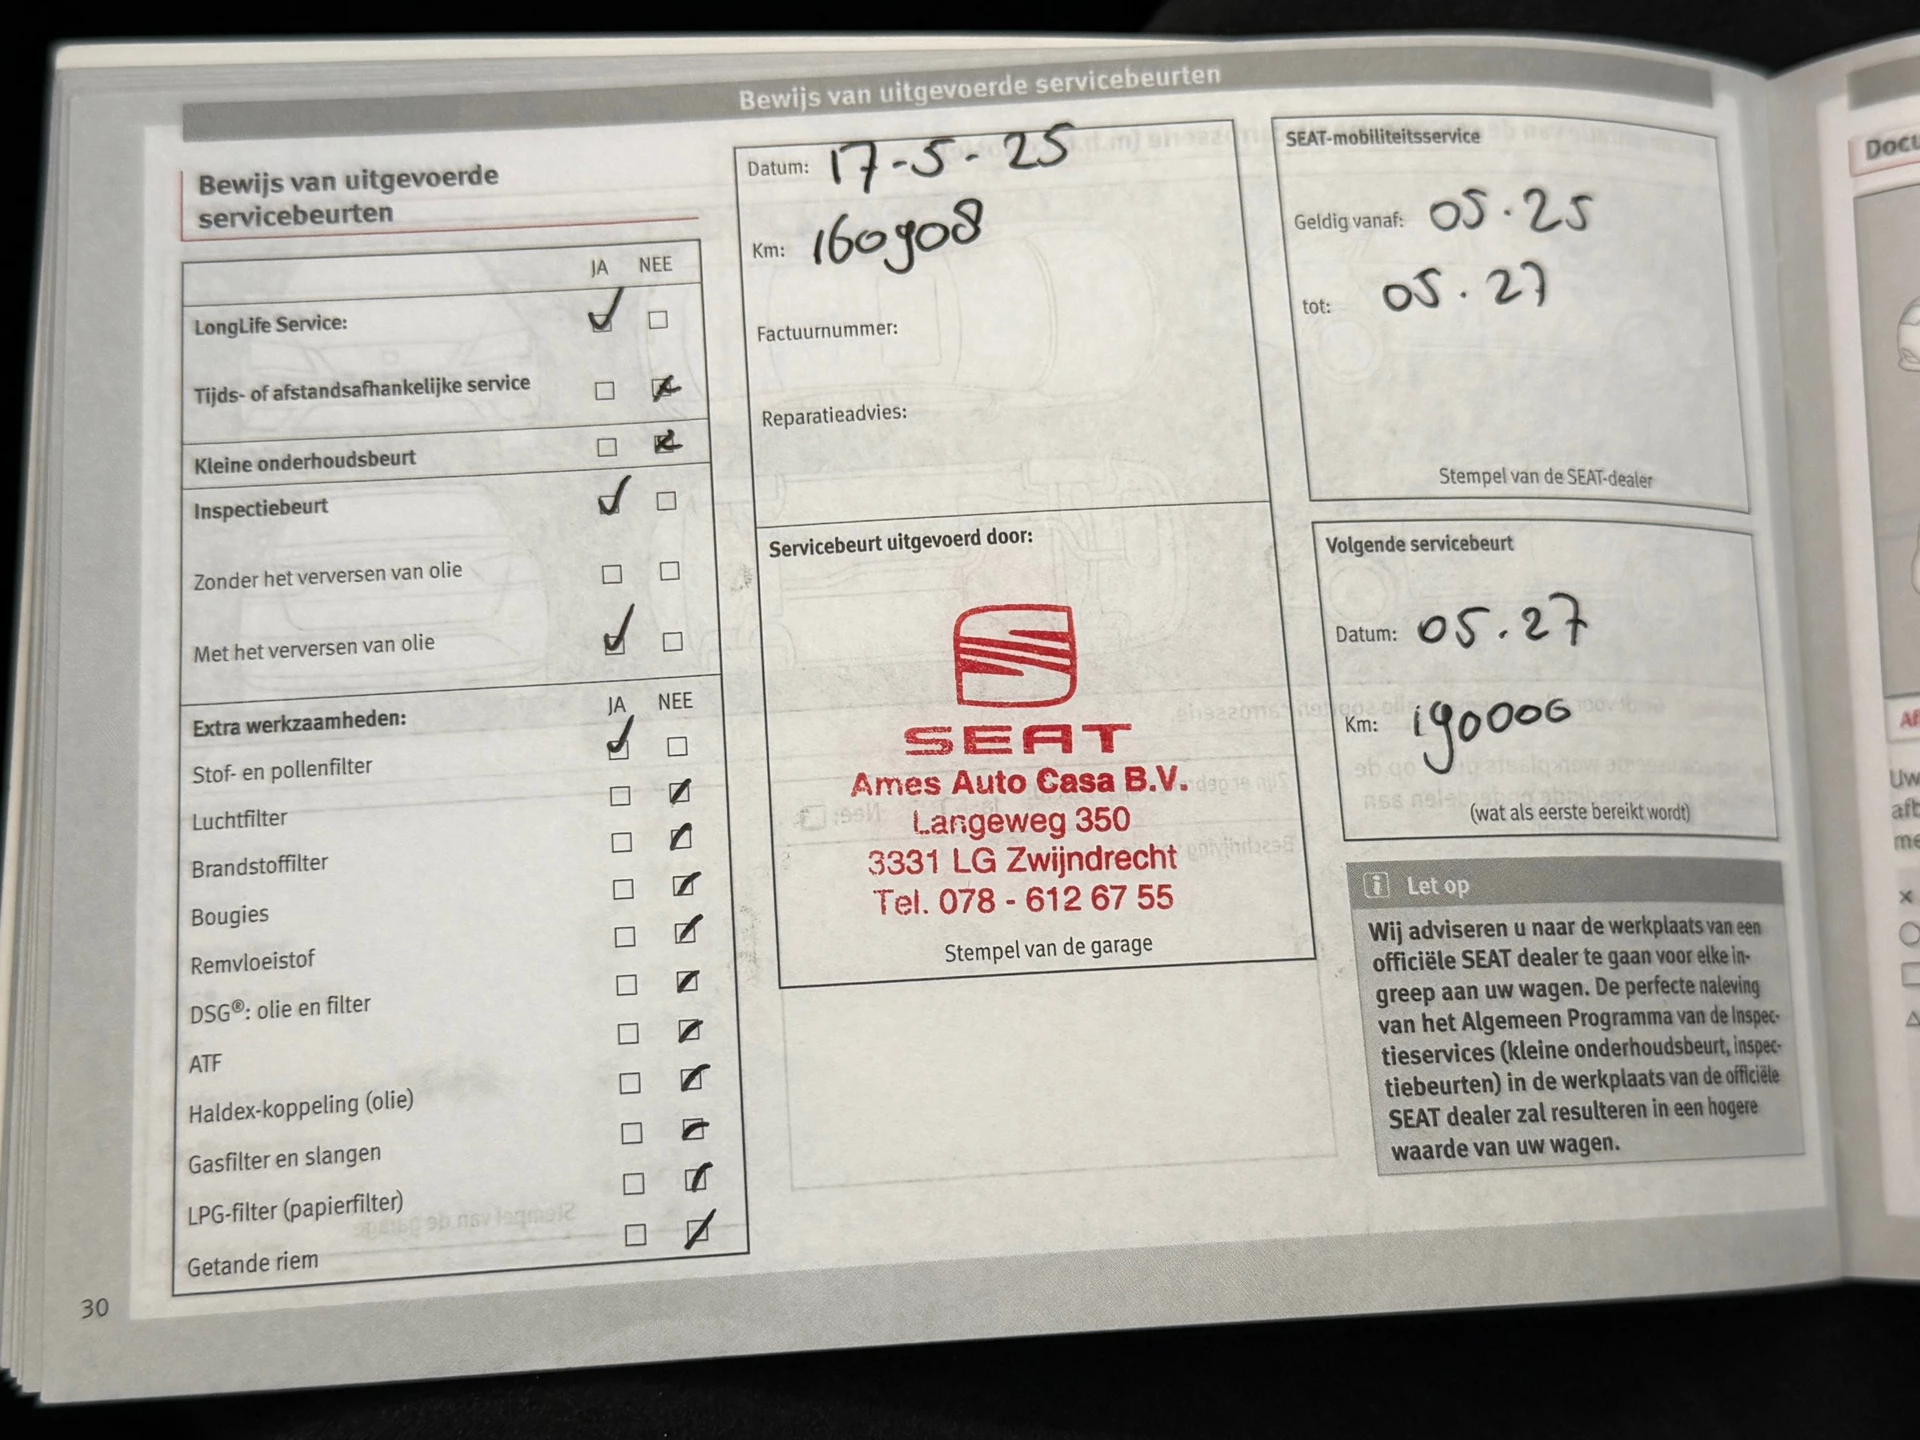 Bewijs van uitgevoerde servicebeurten
Bewijs van uitgevoerde
servicebeurten
JA NEE
LongLife Service:
Tijds- of afstandsafhankelijke service
Kleine onderhoudsbeurt
Inspectiebeurt
Zonder het verversen van olie
Met het verversen van olie
Extra werkzaamheden: JA NEE
Stof- en pollenfilter
Luchtfilter
Brandstoffilter
Bougies
Remvloeistof
DSG®: olie en filter
ATF
Haldex-koppeling (olie)
Gasfilter en slangen
LPG-filter (papierfilter)
Getande riem
30
Datum: 17-5-25
Km: 160908
Factuurnummer:
Reparatieadvies:
Servicebeurt uitgevoerd door:
SEAT
Ames Auto Casa B.V.
Langeweg 350
3331 LG Zwijndrecht
Tel. 078 - 612 67 55
Stempel van de garage
SEAT-mobiliteitsservice
Geldig vanaf: 05.25
tot: 05.27
Stempel van de SEAT-dealer
Volgende servicebeurt
Datum: 05.27
Km: 190000
(wat als eerste bereikt wordt)
i Let op
Wij adviseren u naar de werkplaats van een
officiële SEAT dealer te gaan voor elke in-
greep aan uw wagen. De perfecte naleving
van het Algemeen Programma van de Inspec-
tieservices (kleine onderhoudsbeurt, inspec-
tiebeurten) in de werkplaats van de officiële
SEAT dealer zal resulteren in een hogere
waarde van uw wagen.